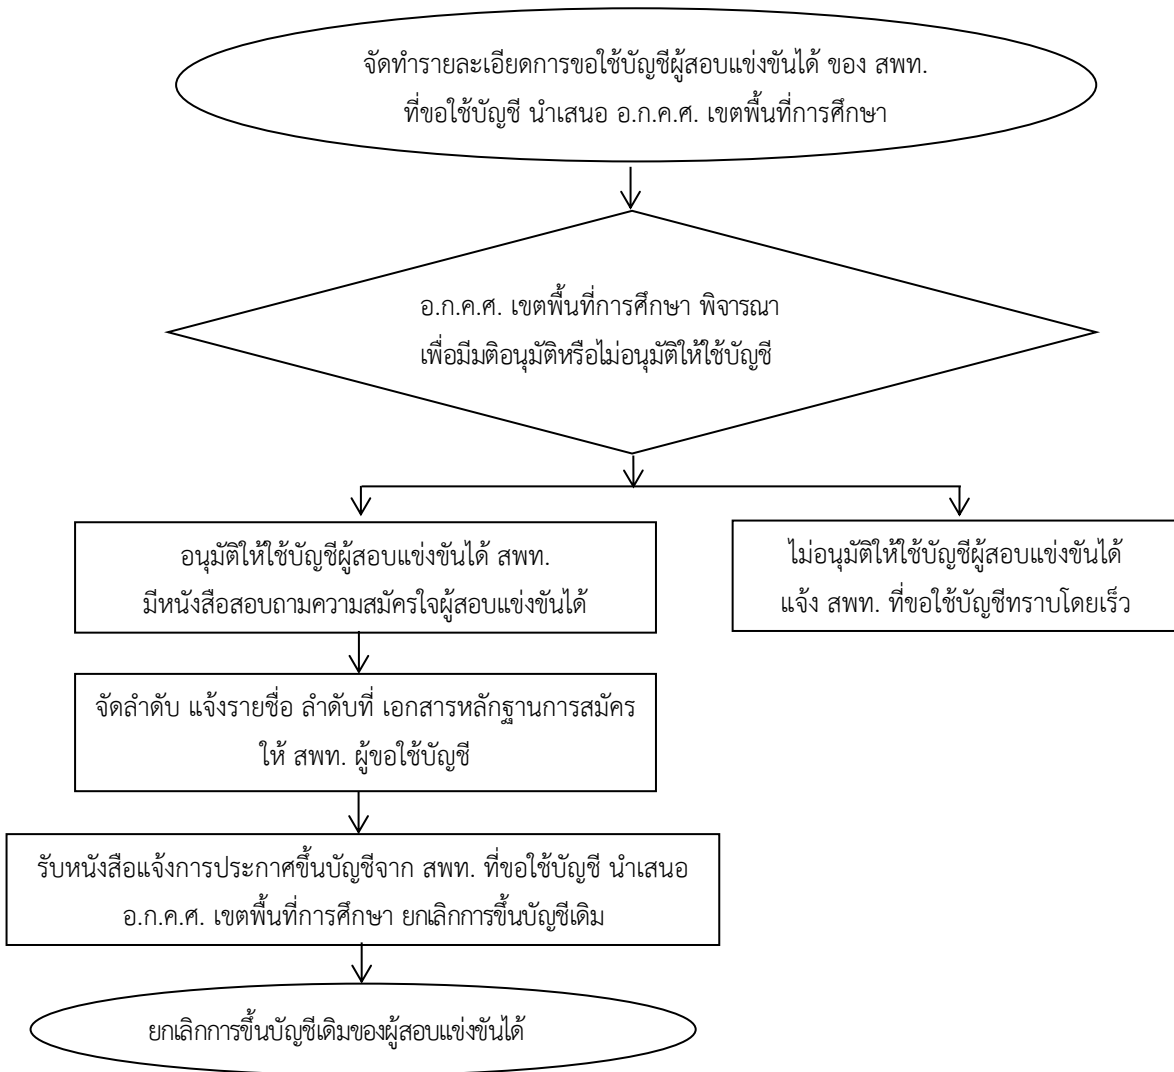 จัดทำรายละเอียดการขอใช้บัญชีผู้สอบแข่งขันได้ ของ สพท.
ที่ขอใช้บัญชี นำเสนอ อ.ก.ค.ศ. เขตพื้นที่การศึกษา
อ.ก.ค.ศ. เขตพื้นที่การศึกษา พิจารณา
เพื่อมีมติอนุมัติหรือไม่อนุมัติให้ใช้บัญชี
อนุมัติให้ใช้บัญชีผู้สอบแข่งขันได้ สพท.
มีหนังสือสอบถามความสมัครใจผู้สอบแข่งขันได้
ไม่อนุมัติให้ใช้บัญชีผู้สอบแข่งขันได้
แจ้ง สพท. ที่ขอใช้บัญชีทราบโดยเร็ว
จัดลำดับ แจ้งรายชื่อ ลำดับที่ เอกสารหลักฐานการสมัคร
ให้ สพท. ผู้ขอใช้บัญชี
รับหนังสือแจ้งการประกาศขึ้นบัญชีจาก สพท. ที่ขอใช้บัญชี นำเสนอ
อ.ก.ค.ศ. เขตพื้นที่การศึกษา ยกเลิกการขึ้นบัญชีเดิม
ยกเลิกการขึ้นบัญชีเดิมของผู้สอบแข่งขันได้